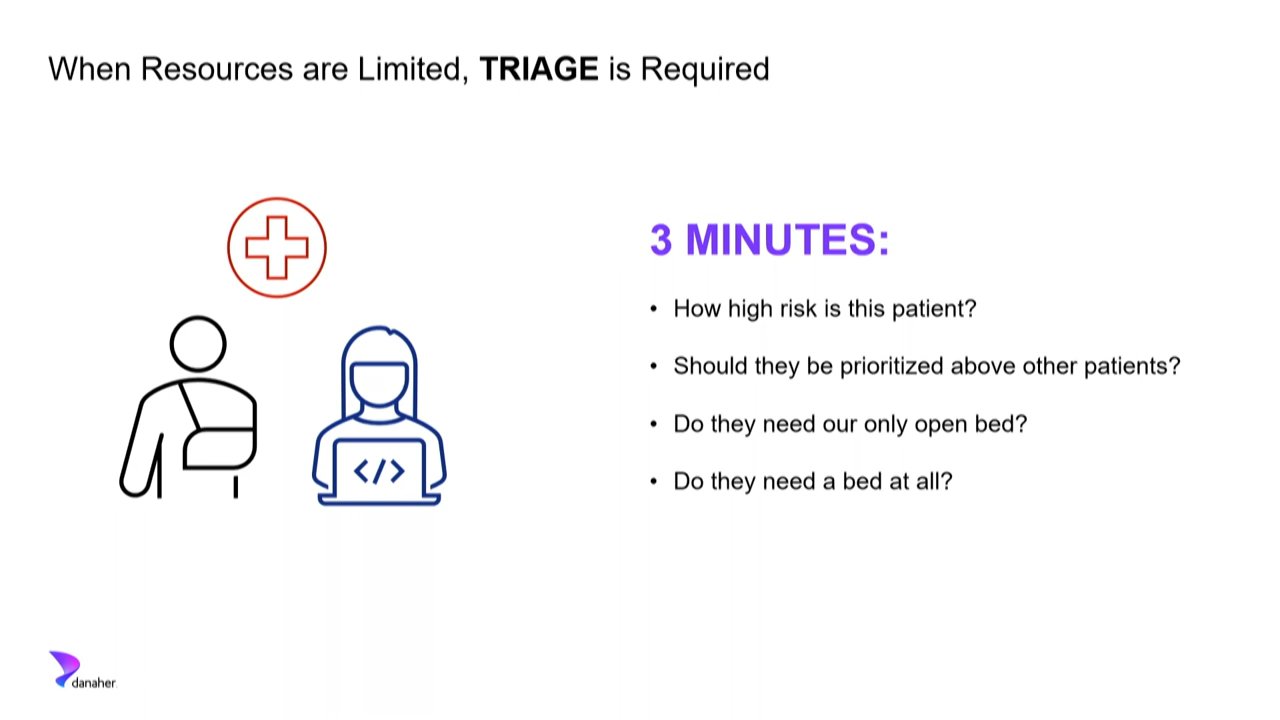 When Resources are Limited, TRIAGE is Required
3 MINUTES:
• How high risk is this patient?
• Should they be prioritized above other patients?
• Do they need our only open bed?
• Do they need a bed at all?
</>
danaher